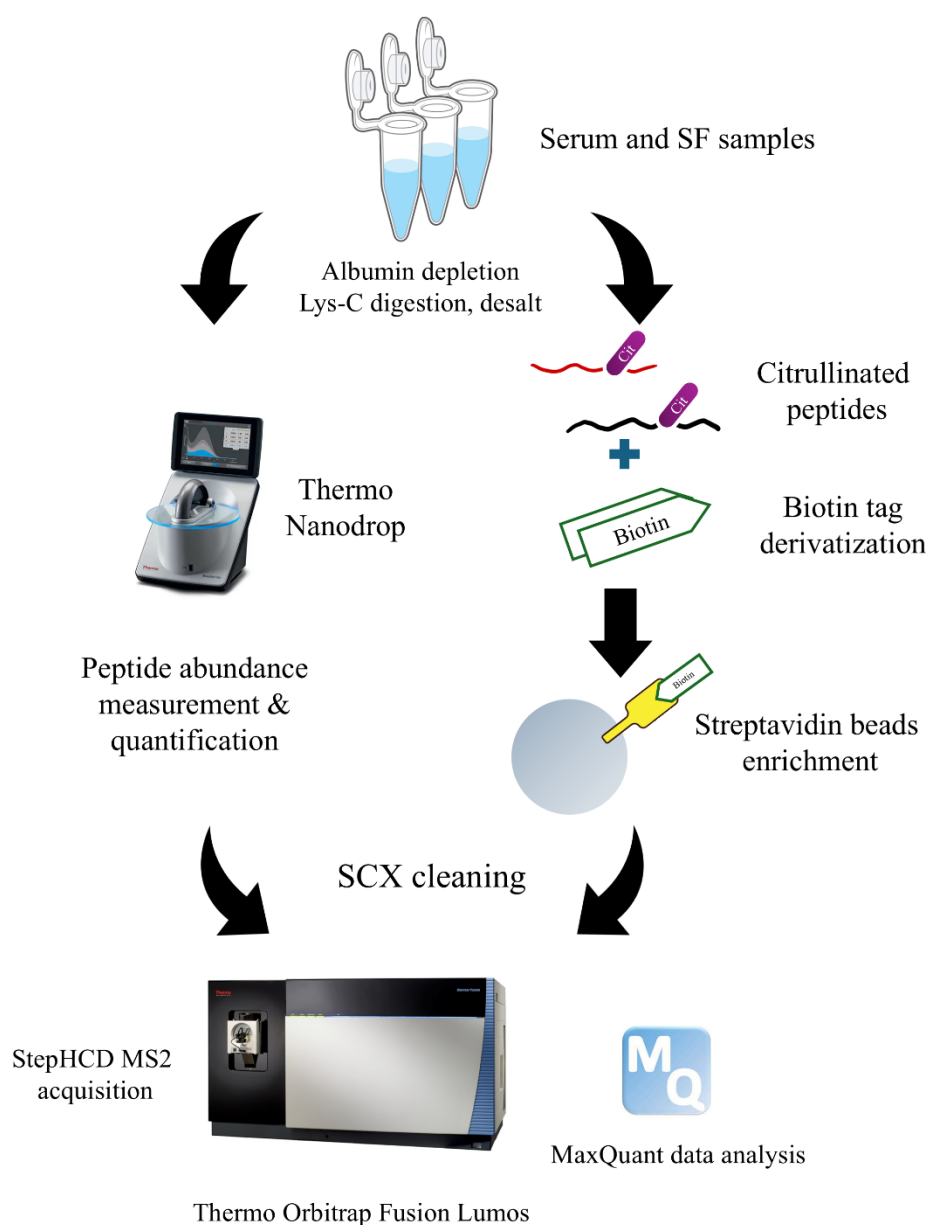 Serum and SF samples
Albumin depletion
Lys-C digestion, desalt
Cit
Cit
Citrullinated
peptides
Thermo
Nanodrop
Biotin
Biotin tag
derivatization
Peptide abundance
measurement &
quantification
Biotin
Streptavidin beads
enrichment
SCX cleaning
StepHCD MS2
acquisition
MQ
MaxQuant data analysis
Thermo Orbitrap Fusion Lumos